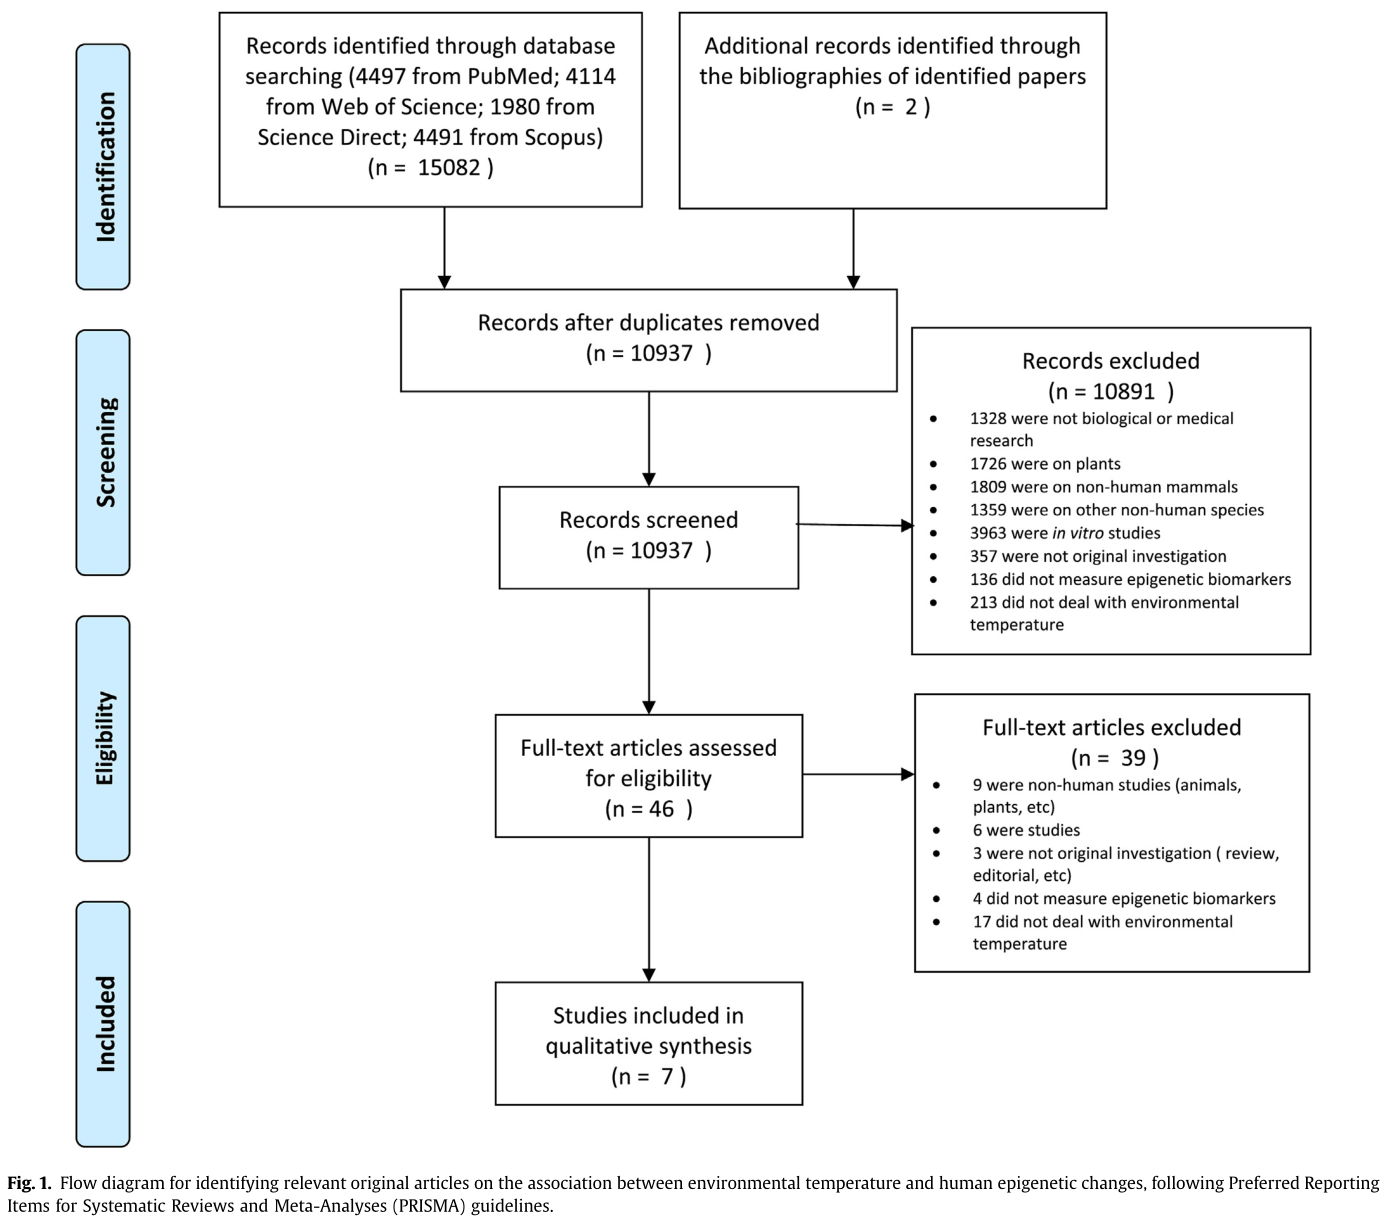 Identification
Records identified through database
searching (4497 from PubMed; 4114
from Web of Science; 1980 from
Science Direct; 4491 from Scopus)
(n =  15082 )
Additional records identified through
the bibliographies of identified papers
(n =  2 )
Records after duplicates removed
(n = 10937  )
Screening
Records screened
(n = 10937  )
Records excluded
(n = 10891  )
• 1328 were not biological or medical
research
• 1726 were on plants
• 1809 were on non-human mammals
• 1359 were on other non-human species
• 3963 were in vitro studies
• 357 were not original investigation
• 136 did not measure epigenetic biomarkers
• 213 did not deal with environmental
temperature
Eligibility
Full-text articles assessed
for eligibility
(n = 46  )
Full-text articles excluded
(n =  39 )
• 9 were non-human studies (animals,
plants, etc)
• 6 were studies
• 3 were not original investigation ( review,
editorial, etc)
• 4 did not measure epigenetic biomarkers
• 17 did not deal with environmental
temperature
Included
Studies included in
qualitative synthesis
(n =  7 )
Fig. 1. Flow diagram for identifying relevant original articles on the association between environmental temperature and human epigenetic changes, following Preferred Reporting
Items for Systematic Reviews and Meta-Analyses (PRISMA) guidelines.